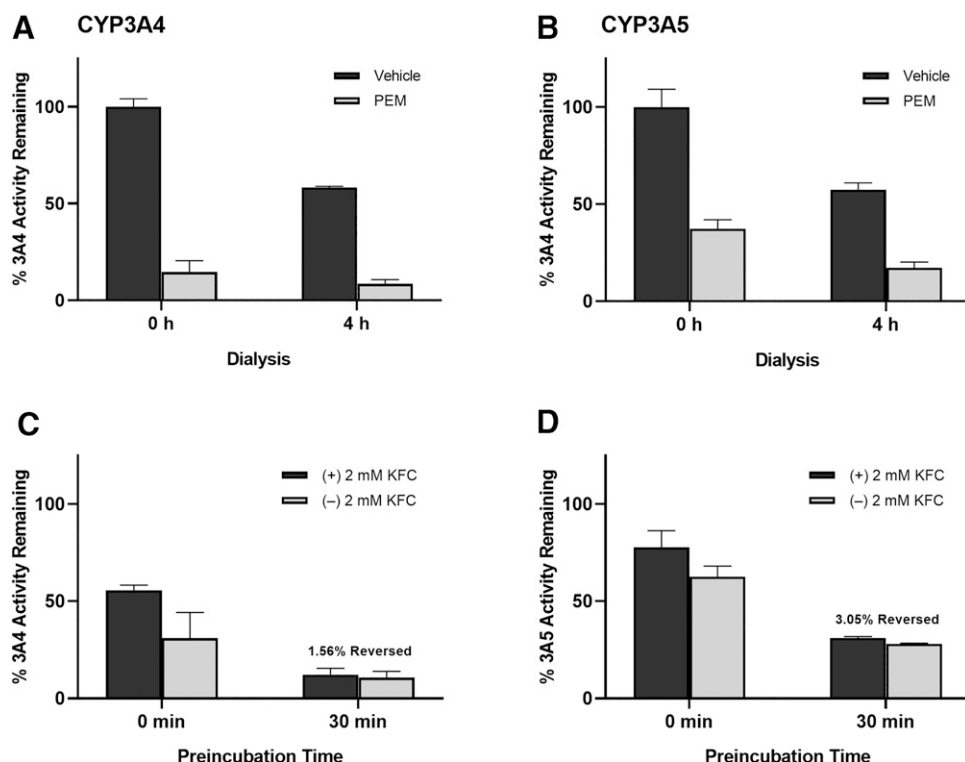 A CYP3A4
% 3A4 Activity Remaining
100
50
0
Vehicle
PEM
0 h 4 h
Dialysis
B CYP3A5
% 3A4 Activity Remaining
100
50
0
Vehicle
PEM
0 h 4 h
Dialysis
C
% 3A4 Activity Remaining
100
50
0
(+) 2 mM KFC
(−) 2 mM KFC
1.56% Reversed
0 min 30 min
Preincubation Time
D
% 3A5 Activity Remaining
100
50
0
(+) 2 mM KFC
(−) 2 mM KFC
3.05% Reversed
0 min 30 min
Preincubation Time